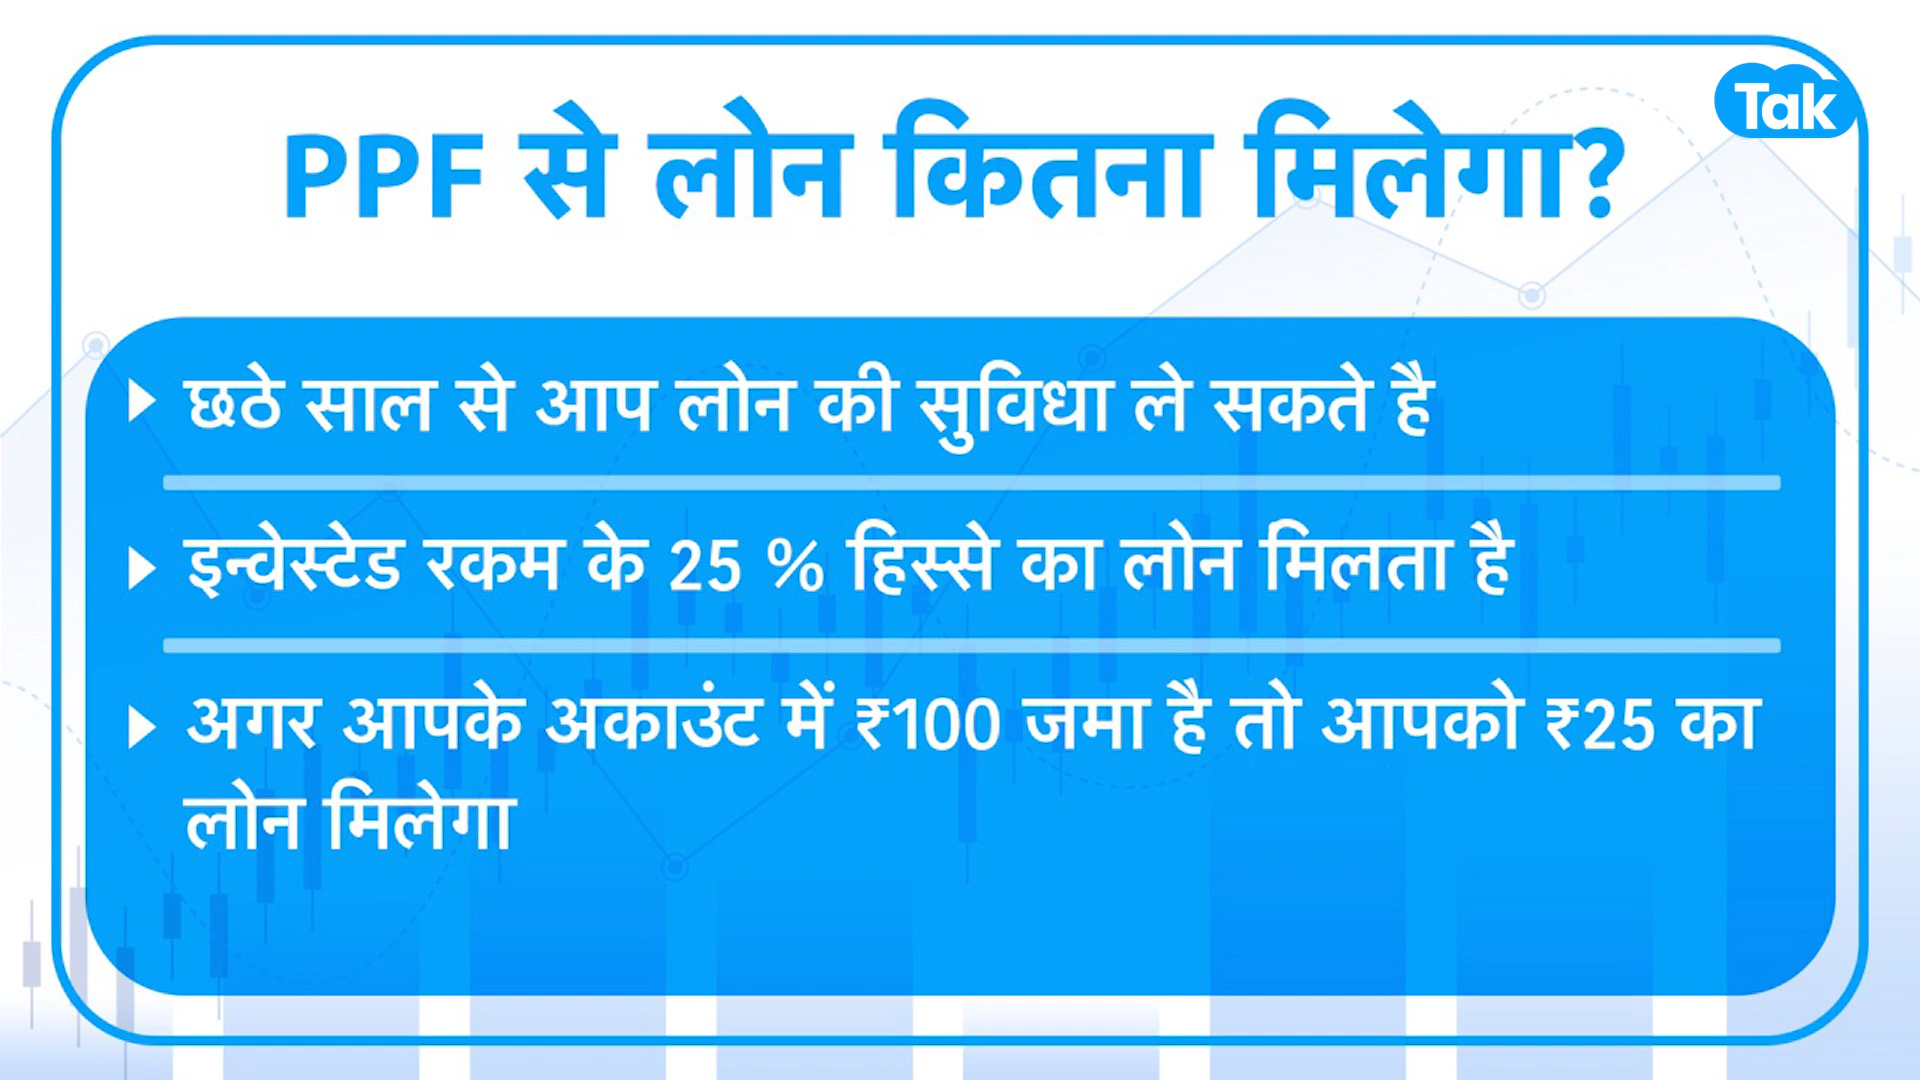 Tak
PPF से लोन कितना मिलेगा?
छठे साल से आप लोन की सुविधा ले सकते है
इन्वेस्टेड रकम के 25 % हिस्से का लोन मिलता है
अगर आपके अकाउंट में ₹100 जमा है तो आपको ₹25 का
लोन मिलेगा